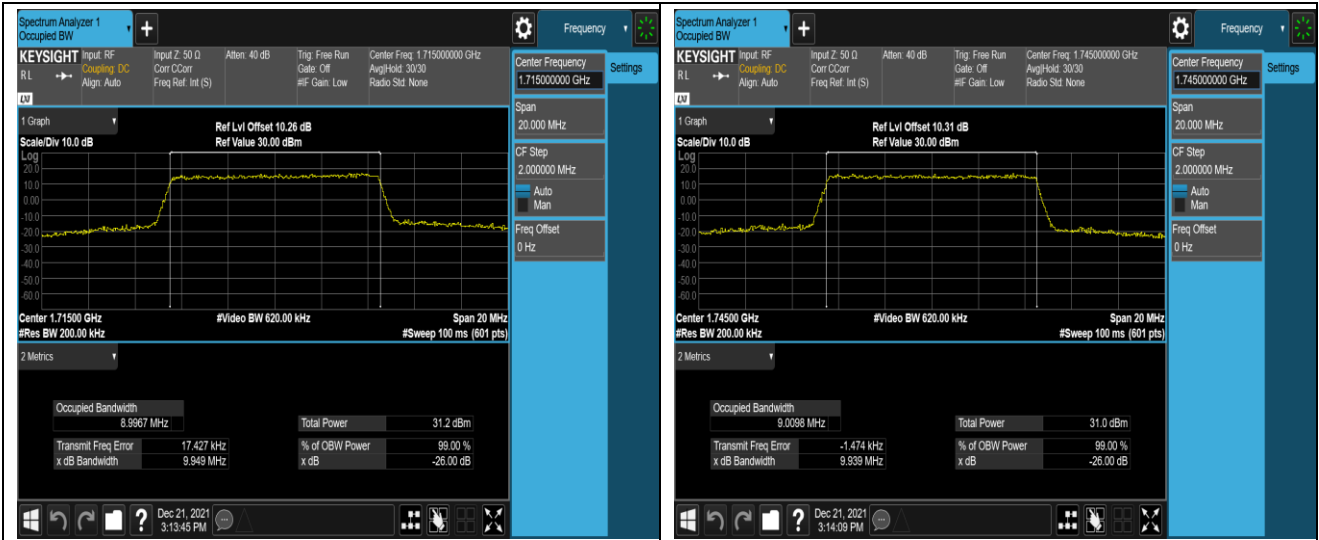 Spectrum Analyzer 1
Occupied BW
Frequency
KEYSIGHT
Input: RF
Input Z: 50 Ω
Atten: 40 dB
Trig: Free Run
Center Freq: 1.715000000 GHz
Coupling: DC
Corr CCorr
Gate: Off
Avg|Hold: 30/30
RL
Align: Auto
Freq Ref: Int (S)
#IF Gain: Low
Radio Std: None
LXI
Center Frequency
1.715000000 GHz
Settings
Span
20.000 MHz
CF Step
2.000000 MHz
Auto
Man
Freq Offset
0 Hz
1 Graph
Ref Lvl Offset 10.26 dB
Scale/Div 10.0 dB
Ref Value 30.00 dBm
Log
20.0
10.0
0.00
-10.0
-20.0
-30.0
-40.0
-50.0
-60.0
Center 1.71500 GHz
#Video BW 620.00 kHz
Span 20 MHz
#Res BW 200.00 kHz
#Sweep 100 ms (601 pts)
2 Metrics
Occupied Bandwidth
8.9967 MHz
Total Power
31.2 dBm
Transmit Freq Error
17.427 kHz
% of OBW Power
99.00 %
x dB Bandwidth
9.949 MHz
x dB
-26.00 dB
?
Dec 21, 2021
3:13:45 PM
Spectrum Analyzer 1
Occupied BW
Frequency
KEYSIGHT
Input: RF
Input Z: 50 Ω
Atten: 40 dB
Trig: Free Run
Center Freq: 1.745000000 GHz
Coupling: DC
Corr CCorr
Gate: Off
Avg|Hold: 30/30
RL
Align: Auto
Freq Ref: Int (S)
#IF Gain: Low
Radio Std: None
LXI
Center Frequency
1.745000000 GHz
Settings
Span
20.000 MHz
CF Step
2.000000 MHz
Auto
Man
Freq Offset
0 Hz
1 Graph
Ref Lvl Offset 10.31 dB
Scale/Div 10.0 dB
Ref Value 30.00 dBm
Log
20.0
10.0
0.00
-10.0
-20.0
-30.0
-40.0
-50.0
-60.0
Center 1.74500 GHz
#Video BW 620.00 kHz
Span 20 MHz
#Res BW 200.00 kHz
#Sweep 100 ms (601 pts)
2 Metrics
Occupied Bandwidth
9.0098 MHz
Total Power
31.0 dBm
Transmit Freq Error
-1.474 kHz
% of OBW Power
99.00 %
x dB Bandwidth
9.939 MHz
x dB
-26.00 dB
?
Dec 21, 2021
3:14:09 PM